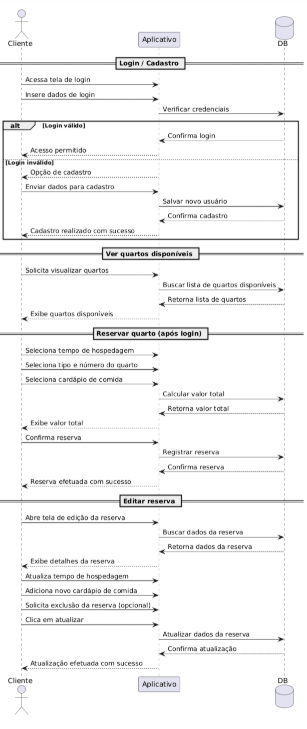 Cliente
Aplicativo
DB
Login / Cadastro
Acessa tela de login
Insere dados de login
Verificar credenciais
alt
[Login válido]
Confirma login
Acesso permitido
[Login inválido]
Opção de cadastro
Enviar dados para cadastro
Salvar novo usuário
Confirma cadastro
Cadastro realizado com sucesso
Ver quartos disponíveis
Solicita visualizar quartos
Buscar lista de quartos disponíveis
Retorna lista de quartos
Exibe quartos disponíveis
Reservar quarto (após login)
Seleciona tempo de hospedagem
Seleciona tipo e número do quarto
Seleciona cardápio de comida
Calcular valor total
Retorna valor total
Exibe valor total
Confirma reserva
Registrar reserva
Confirma reserva
Reserva efetuada com sucesso
Editar reserva
Abre tela de edição da reserva
Buscar dados da reserva
Retorna dados da reserva
Exibe detalhes da reserva
Atualiza tempo de hospedagem
Adiciona novo cardápio de comida
Solicita exclusão da reserva (opcional)
Clica em atualizar
Atualizar dados da reserva
Confirma atualização
Atualização efetuada com sucesso
Cliente
Aplicativo
DB